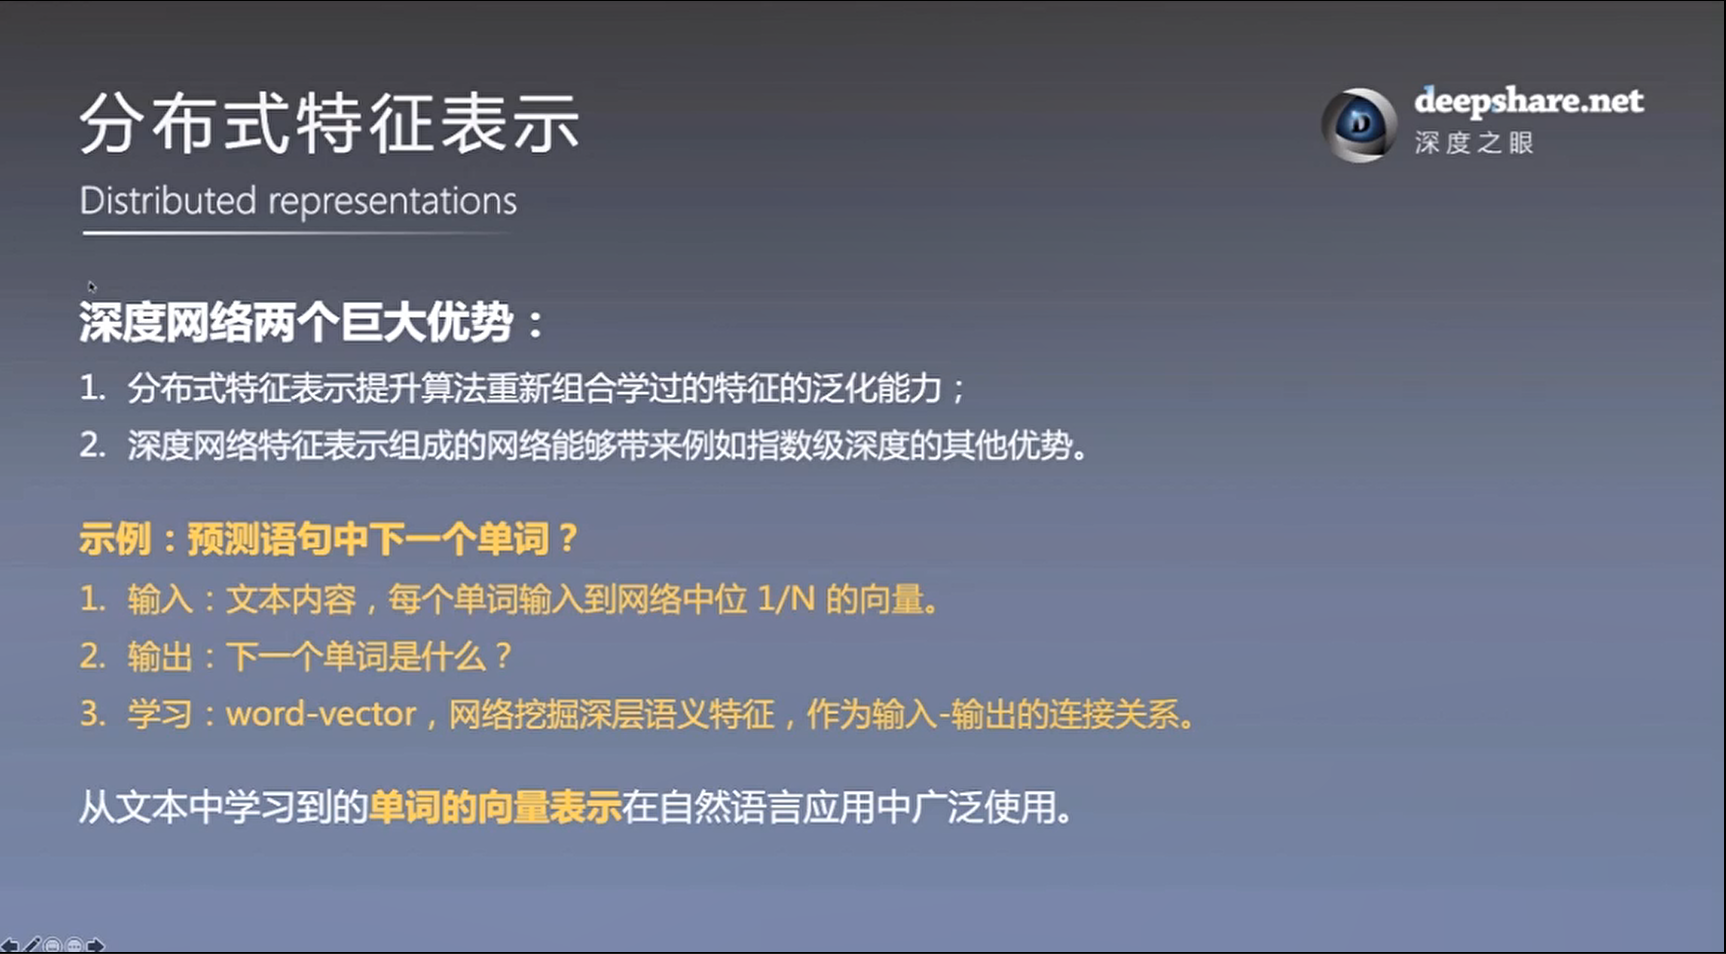 分布式特征表示
deepshare.net
深度之眼
Distributed representations
深度网络两个巨大优势：
1. 分布式特征表示提升算法重新组合学过的特征的泛化能力；
2. 深度网络特征表示组成的网络能够带来例如指数级深度的其他优势。
示例：预测语句中下一个单词？
1. 输入：文本内容，每个单词输入到网络中位 1/N 的向量。
2. 输出：下一个单词是什么？
3. 学习：word-vector，网络挖掘深层语义特征，作为输入-输出的连接关系。
从文本中学习到的单词的向量表示在自然语言应用中广泛使用。